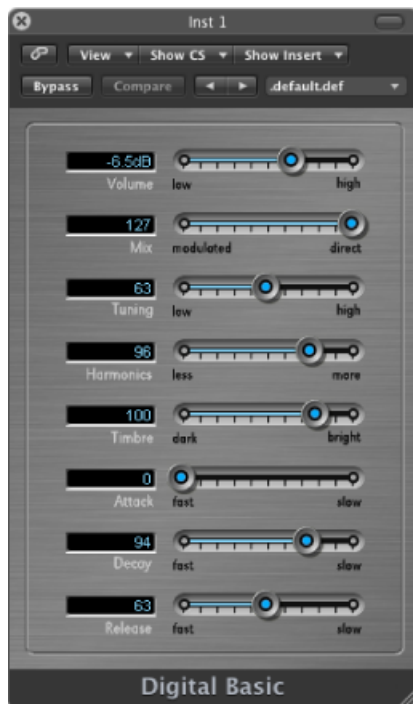 Inst 1
View Show CS Show Insert
Bypass Compare .default.def
-6.5dB
Volume low high
127
Mix modulated direct
63
Tuning low high
96
Harmonics less more
100
Timbre dark bright
0
Attack fast slow
94
Decay fast slow
63
Release fast slow
Digital Basic